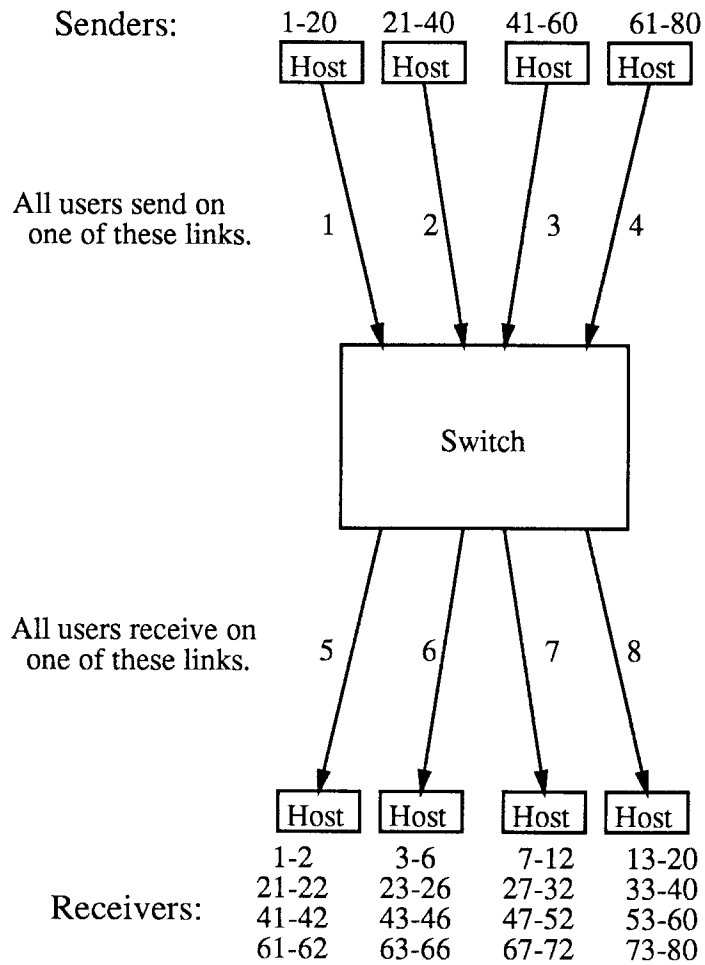 Senders: 1-20 21-40 41-60 61-80
Host Host Host Host
All users send on
one of these links.
1 2 3 4
Switch
All users receive on
one of these links.
5 6 7 8
Host Host Host Host
1-2 3-6 7-12 13-20
21-22 23-26 27-32 33-40
Receivers: 41-42 43-46 47-52 53-60
61-62 63-66 67-72 73-80